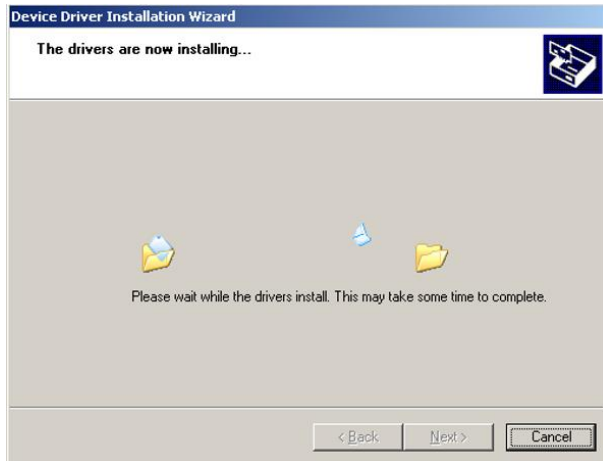 Device Driver Installation Wizard
The drivers are now installing...
Please wait while the drivers install. This may take some time to complete.
< Back
Next >
Cancel